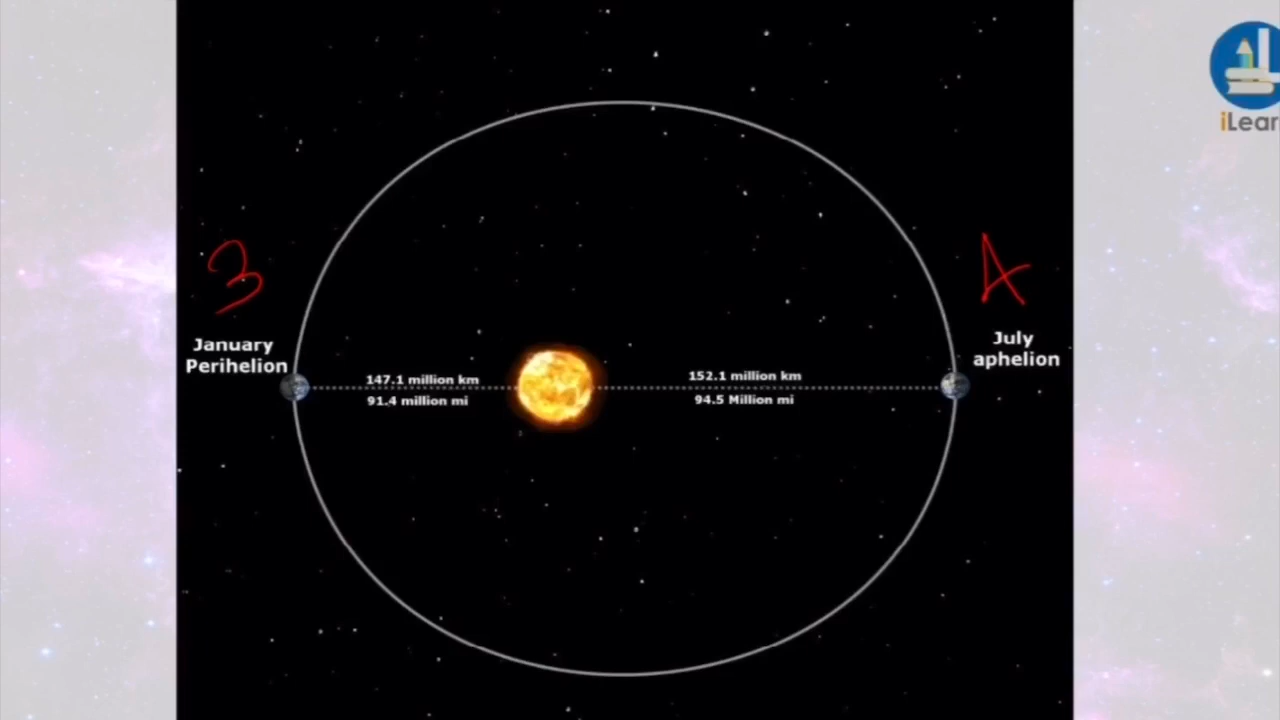 iLear
3
A
January
Perihelion
July
aphelion
147.1 million km
91.4 million mi
152.1 million km
94.5 Million mi